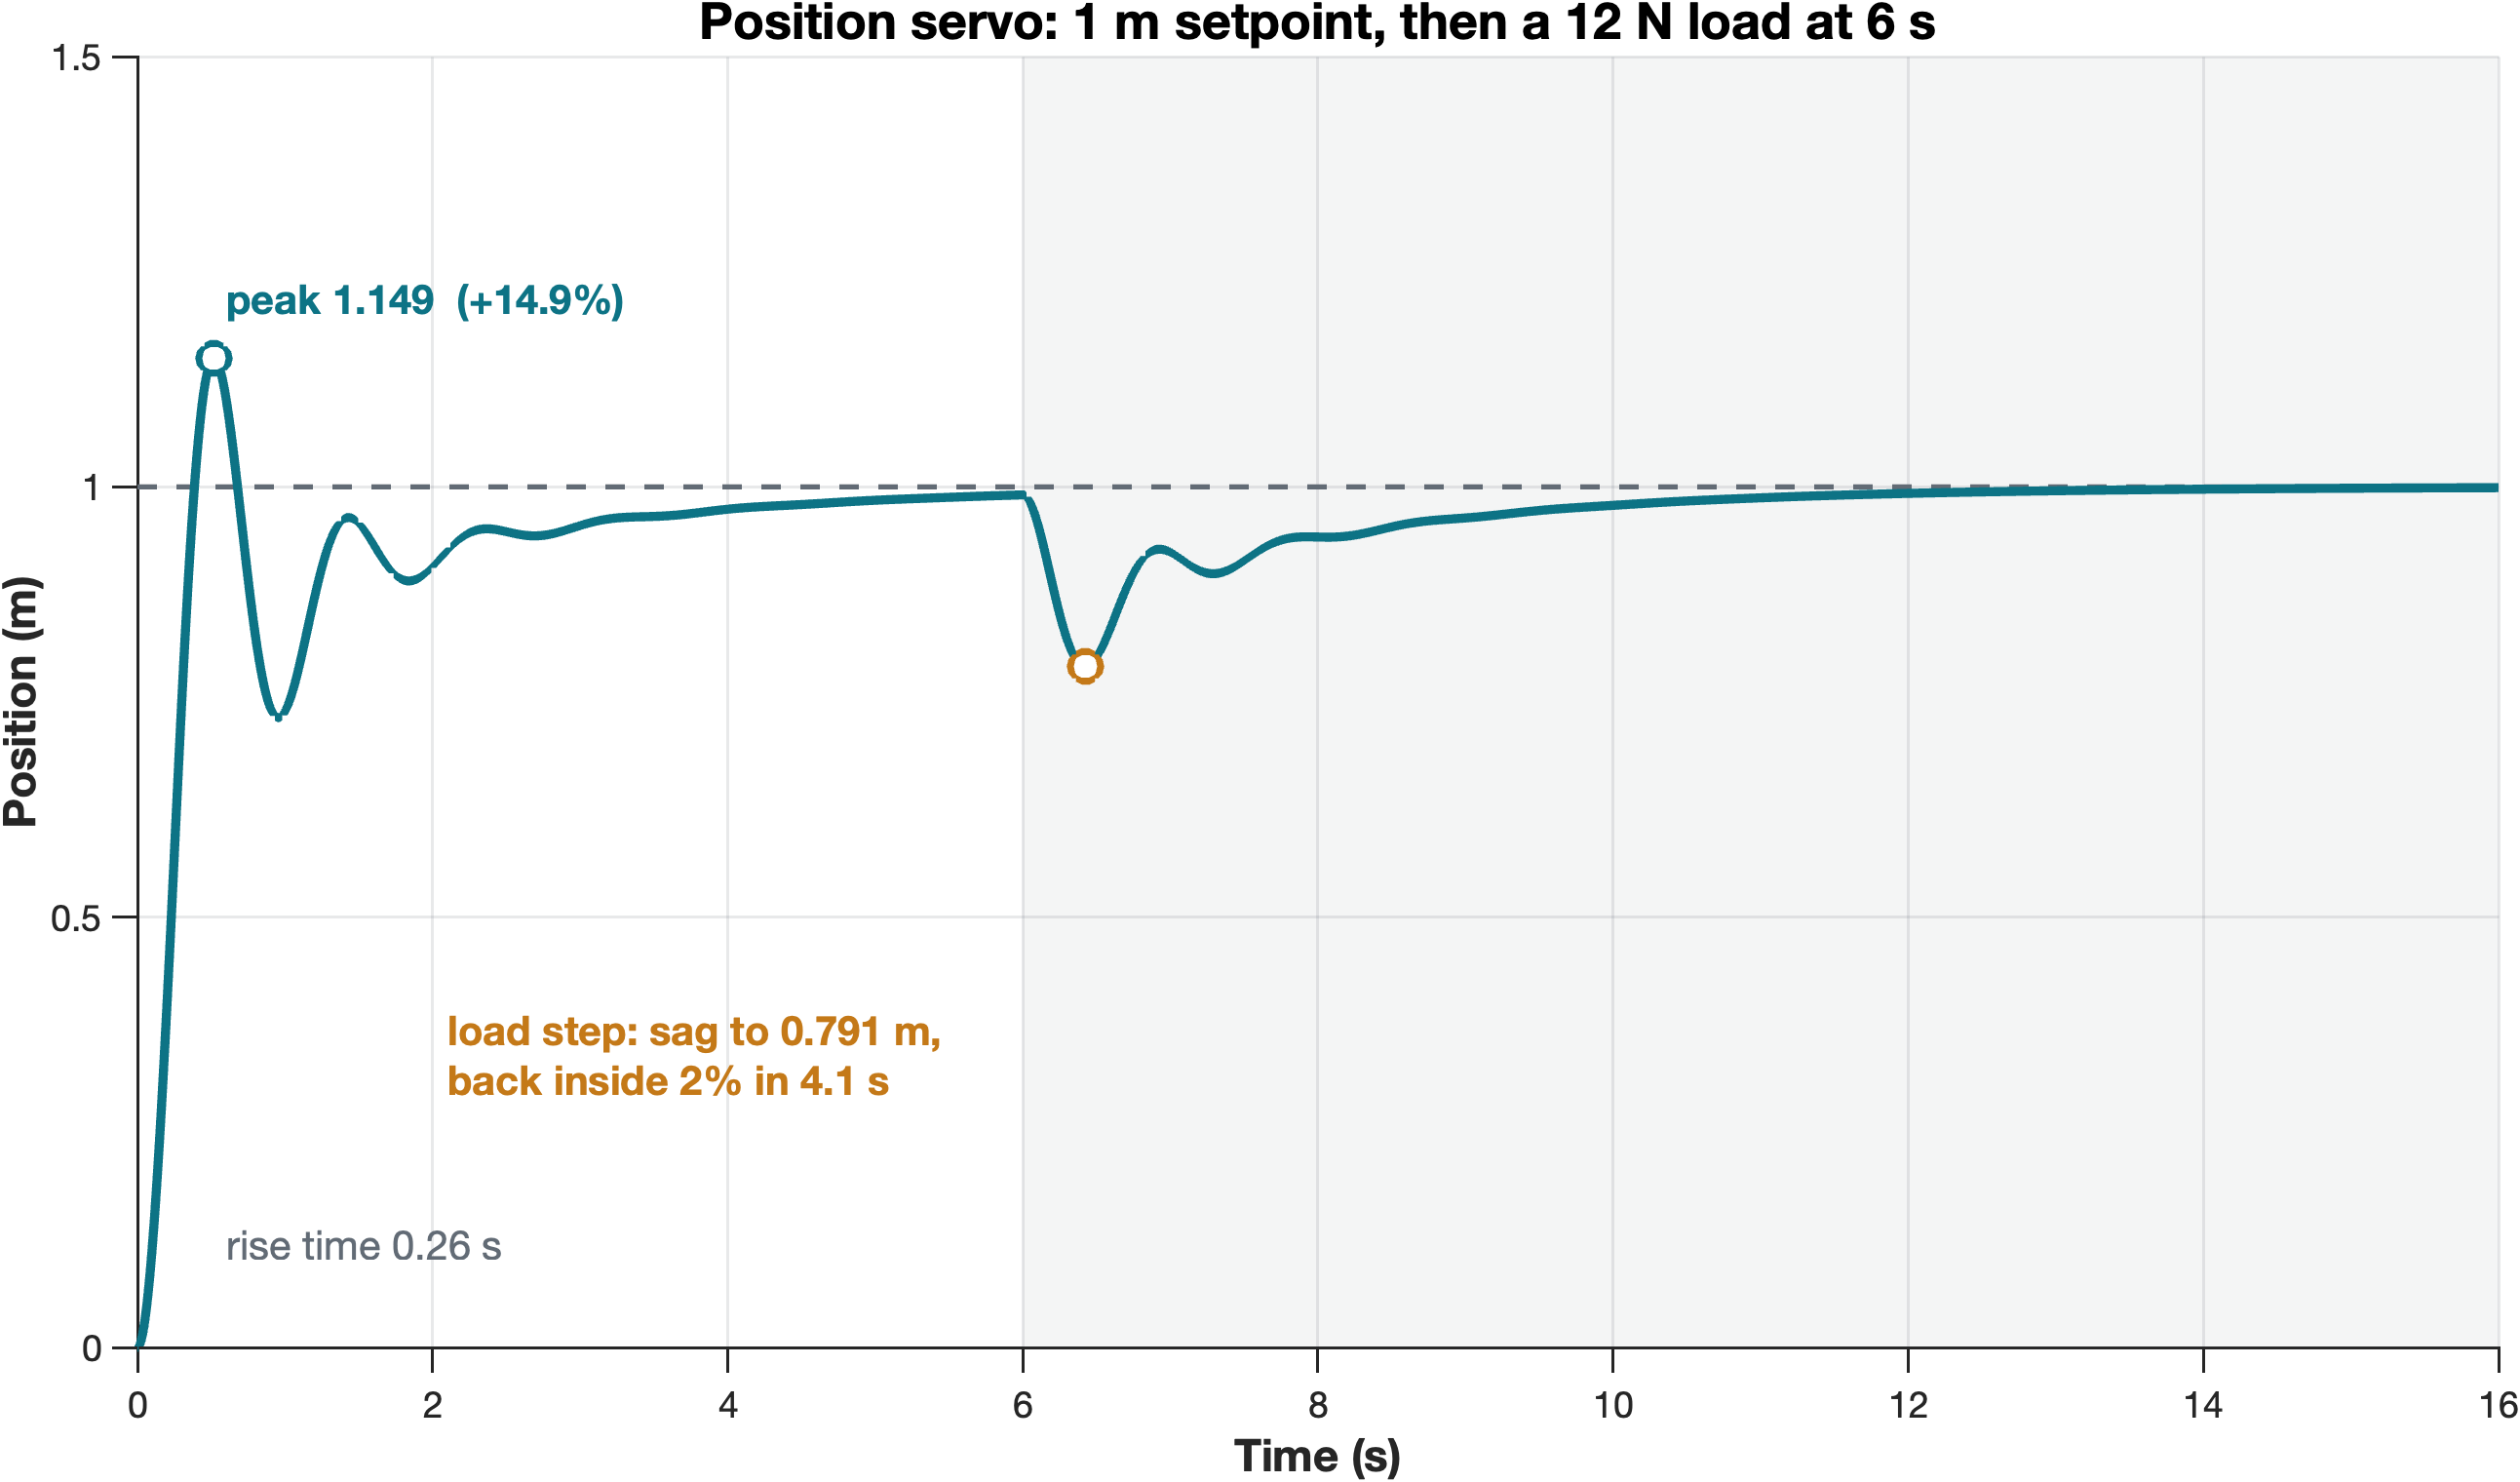 Position servo: 1 m setpoint, then a 12 N load at 6 s
1.5
peak 1.149 (+14.9%)
1
Position (m)
0.5
load step: sag to 0.791 m,
back inside 2% in 4.1 s
rise time 0.26 s
0
0 2 4 6 8 10 12 14 16
Time (s)